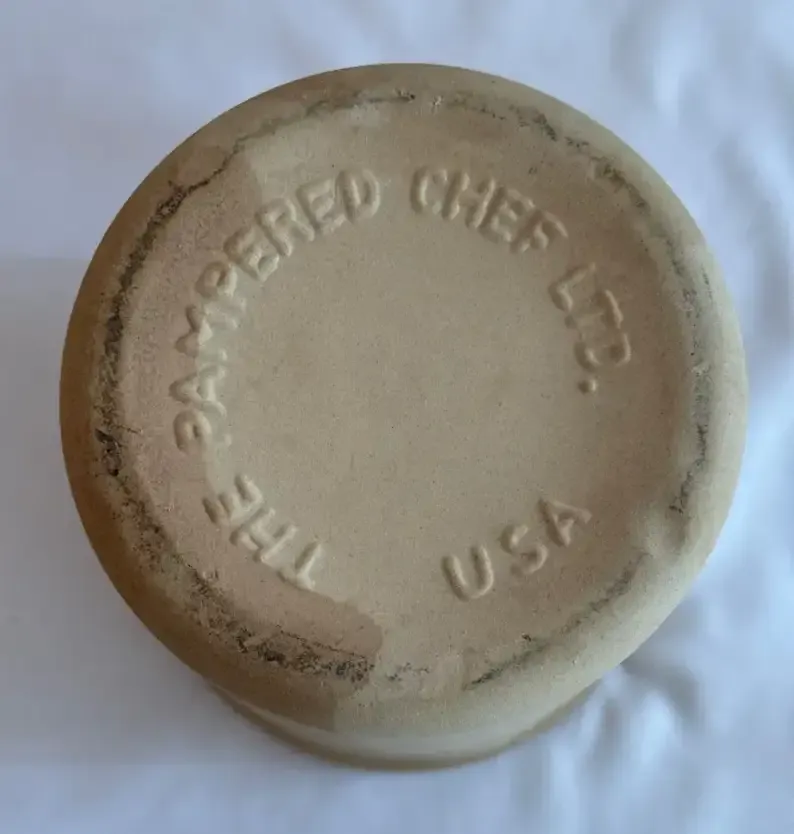 THE PAMPERED CHEF LTD.
USA